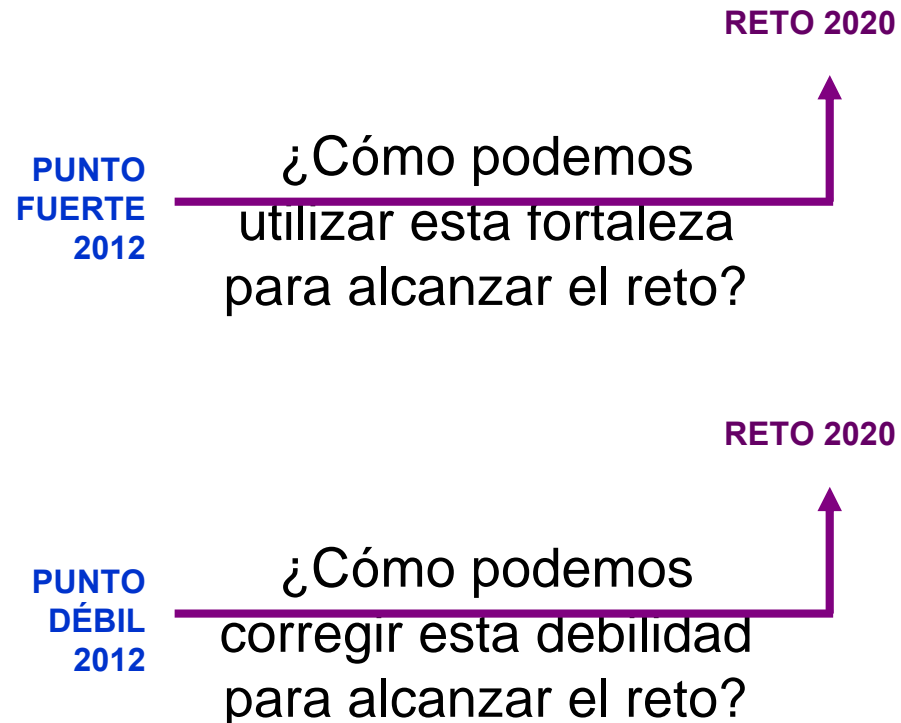 RETO 2020
PUNTO
FUERTE
2012
¿Cómo podemos
utilizar esta fortaleza
para alcanzar el reto?
RETO 2020
PUNTO
DÉBIL
2012
¿Cómo podemos
corregir esta debilidad
para alcanzar el reto?